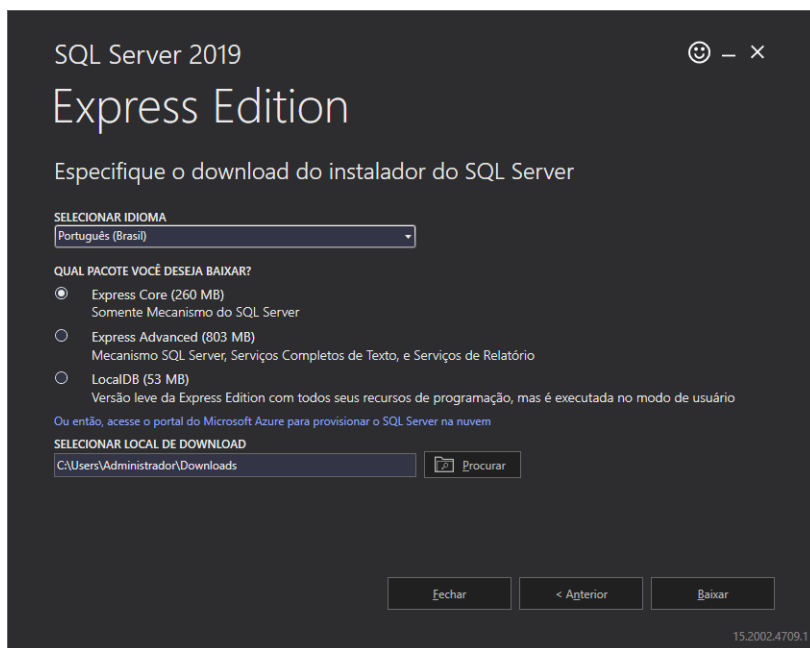 SQL Server 2019
Express Edition
Especifique o download do instalador do SQL Server
SELECIONAR IDIOMA
Português (Brasil)
QUAL PACOTE VOCÊ DESEJA BAIXAR?
Express Core (260 MB)
Somente Mecanismo do SQL Server
Express Advanced (803 MB)
Mecanismo SQL Server, Serviços Completos de Texto, e Serviços de Relatório
LocalDB (53 MB)
Versão leve da Express Edition com todos seus recursos de programação, mas é executada no modo de usuário
Ou então, acesse o portal do Microsoft Azure para provisionar o SQL Server na nuvem
SELECIONAR LOCAL DE DOWNLOAD
C:\Users\Administrador\Downloads
Procurar
Fechar
< Anterior
Baixar
15.2002.4709.1